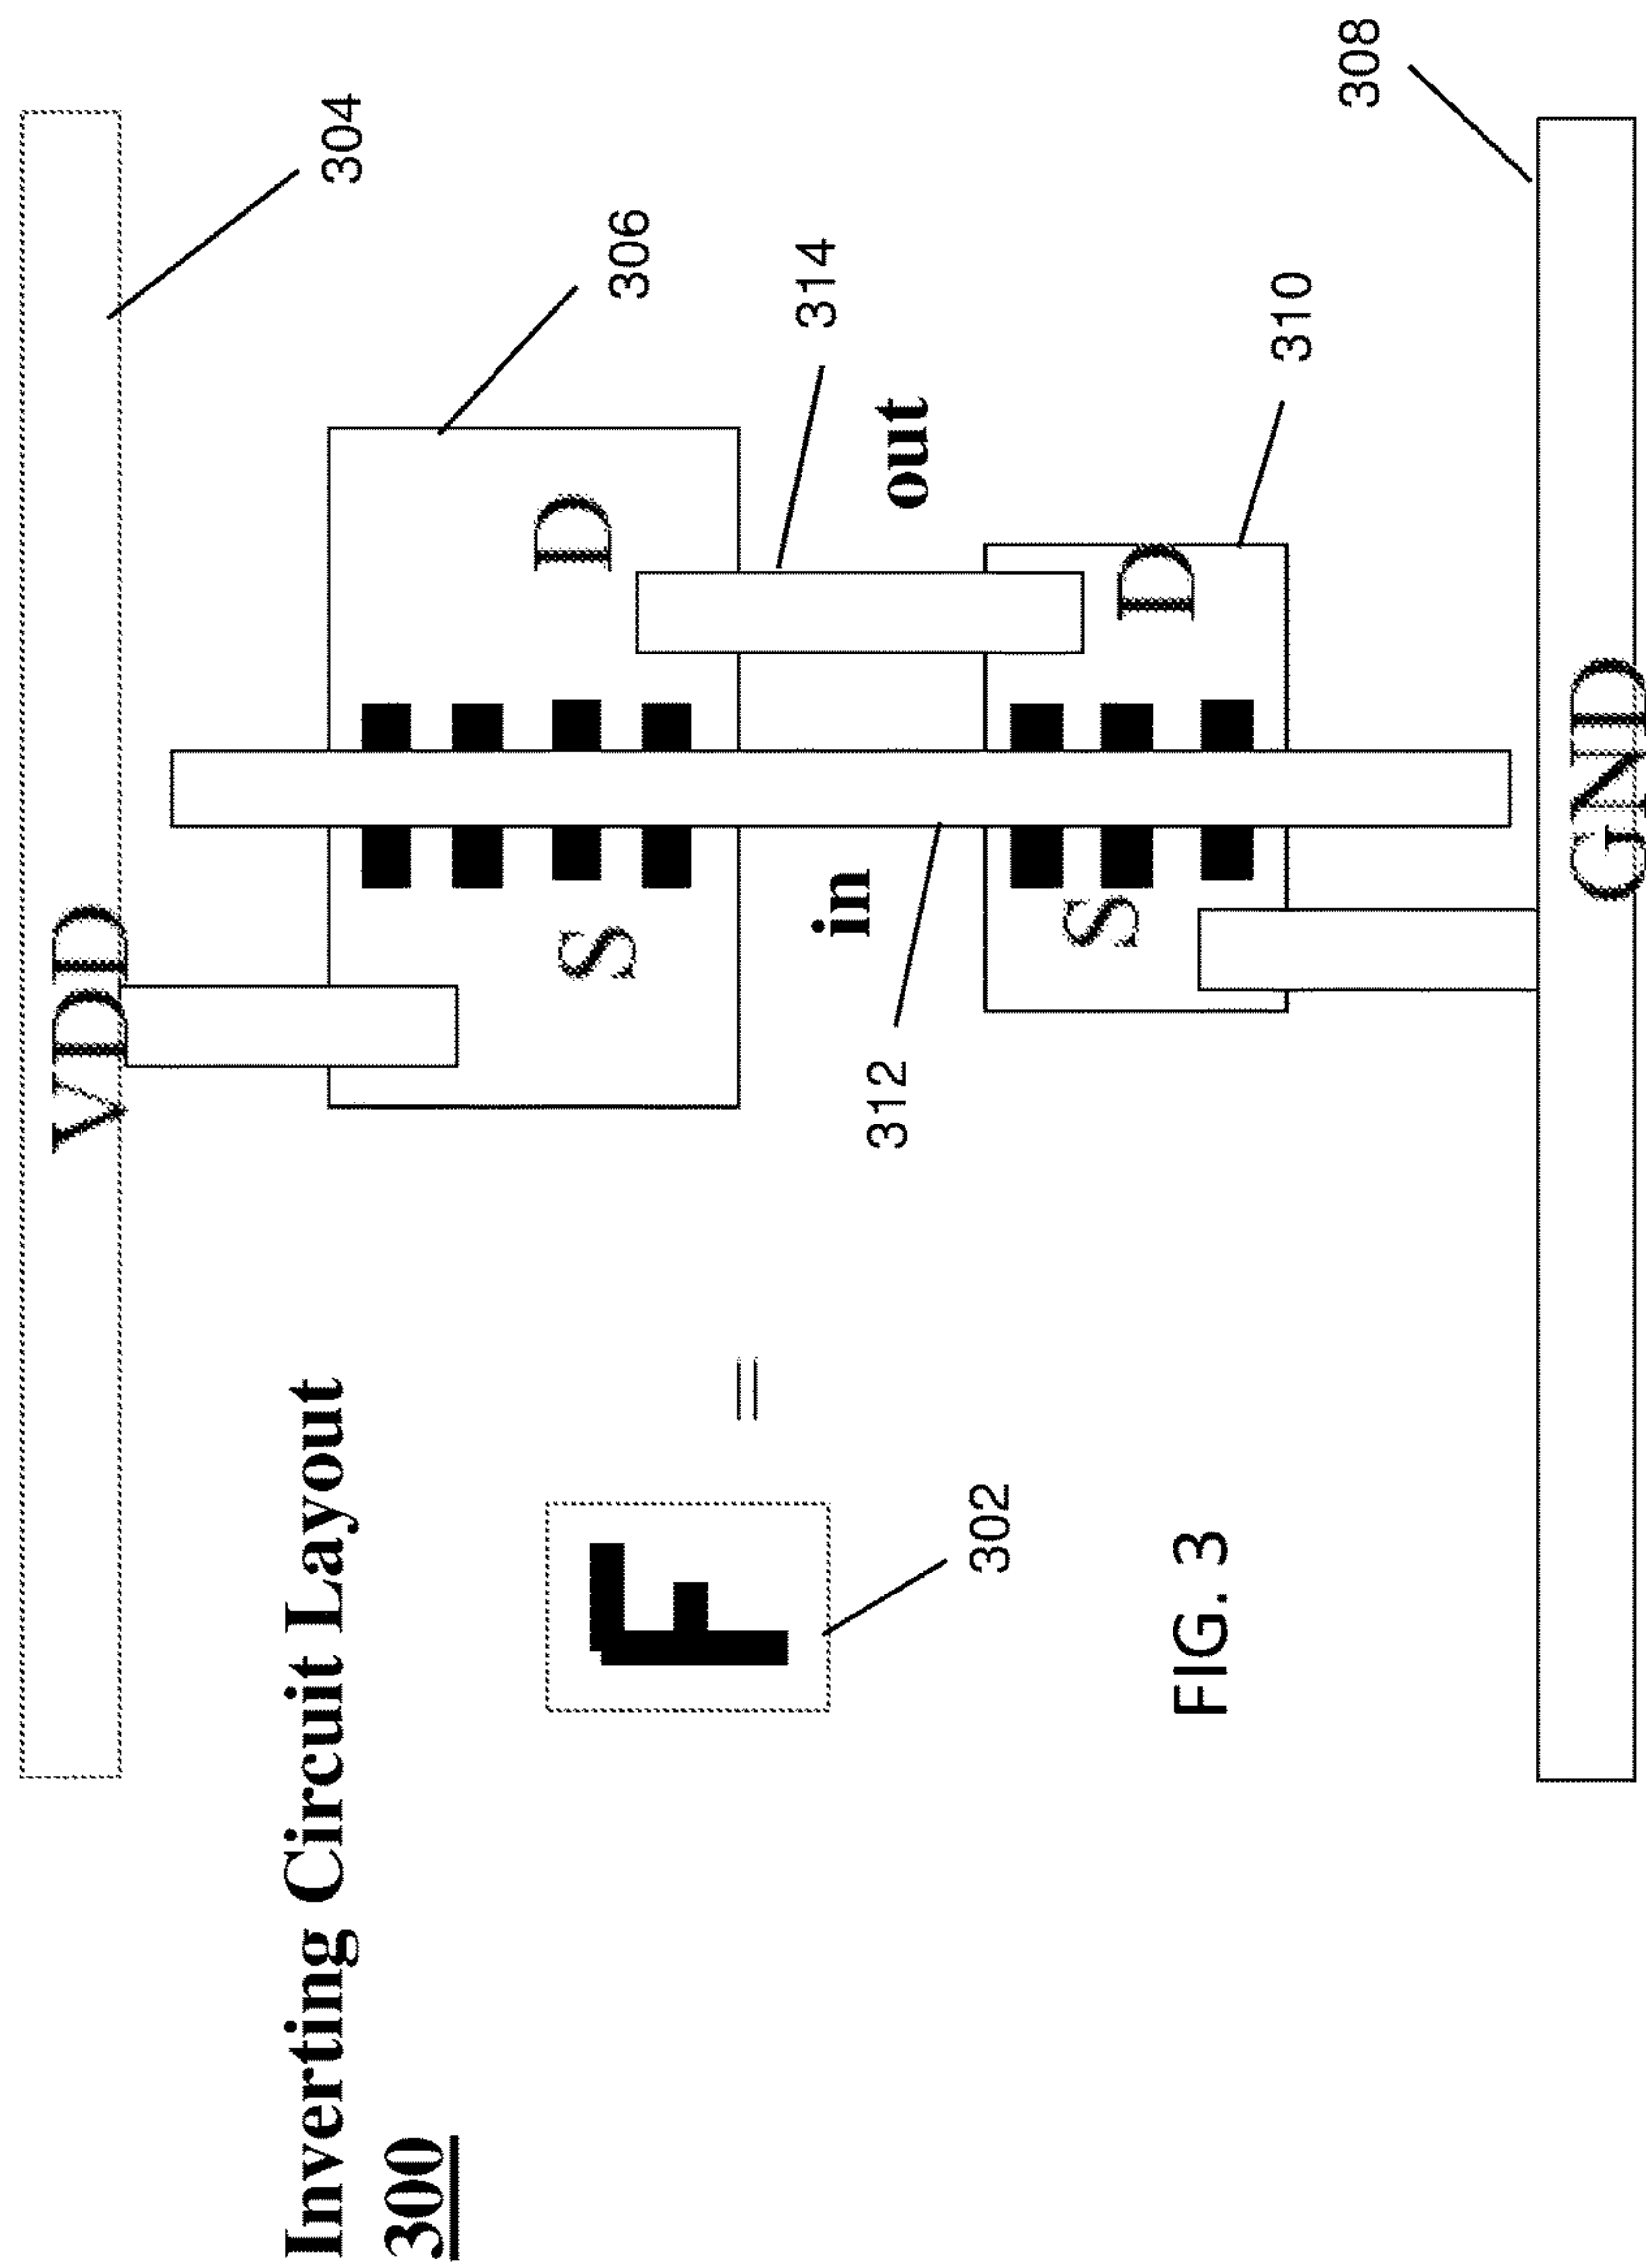 VDD
304
Inverting Circuit Layout
300
306
S
D
F
314
in
out
312
302
S
D
FIG. 3
310
308
GND